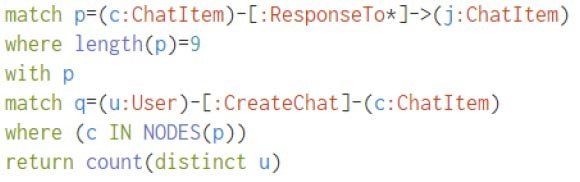 match p=(c:ChatItem)-[:ResponseTo*]->(j:ChatItem)
where length(p)=9
with p
match q=(u:User)-[:CreateChat]-(c:ChatItem)
where (c IN NODES(p))
return count(distinct u)